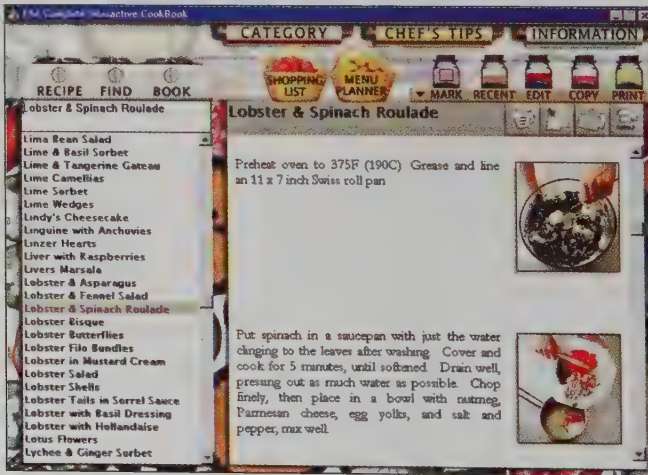 Complete Interactive CookBook
CATEGORY
CHEF'S TIPS
INFORMATION
RECIPE
FIND
BOOK
SHOPPING
LIST
MENU
PLANNER
MARK
RECENT
EDIT
COPY
PRINT
Lobster & Spinach Roulade
Lima Bean Salad
Lime & Basil Sorbet
Lime & Tangerine Gateau
Lime Camellias
Lime Sorbet
Lime Wedges
Lindy's Cheesecake
Linguine with Anchovies
Linzer Hearts
Liver with Raspberries
Livers Marsala
Lobster & Asparagus
Lobster & Fennel Salad
Lobster & Spinach Roulade
Lobster Bisque
Lobster Butterflies
Lobster Filo Bundles
Lobster in Mustard Cream
Lobster Salad
Lobster Shells
Lobster Tails in Sorrel Sauce
Lobster with Basil Dressing
Lobster with Hollandaise
Lotus Flowers
Lychee & Ginger Sorbet
Lobster & Spinach Roulade
Preheat oven to 375F (190C) Grease and line
an 11 x 7 inch Swiss roll pan
Put spinach in a saucepan with just the water
clinging to the leaves after washing. Cover and
cook for 5 minutes, until softened. Drain well,
pressing out as much water as possible. Chop
finely, then place in a bowl with nutmeg,
Parmesan cheese, egg yolks, and salt and
pepper, mix well.